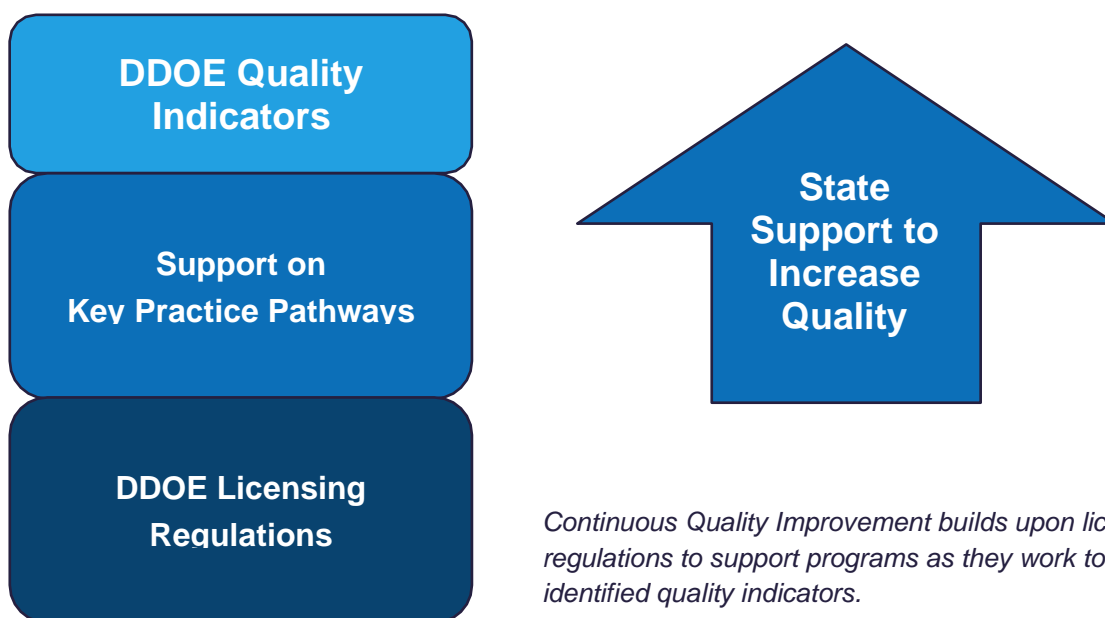 DDOE Quality
Indicators
Support on
Key Practice Pathways
DDOE Licensing
Regulations
State
Support to
Increase
Quality
Continuous Quality Improvement builds upon
regulations to support programs as they work to
identified quality indicators.